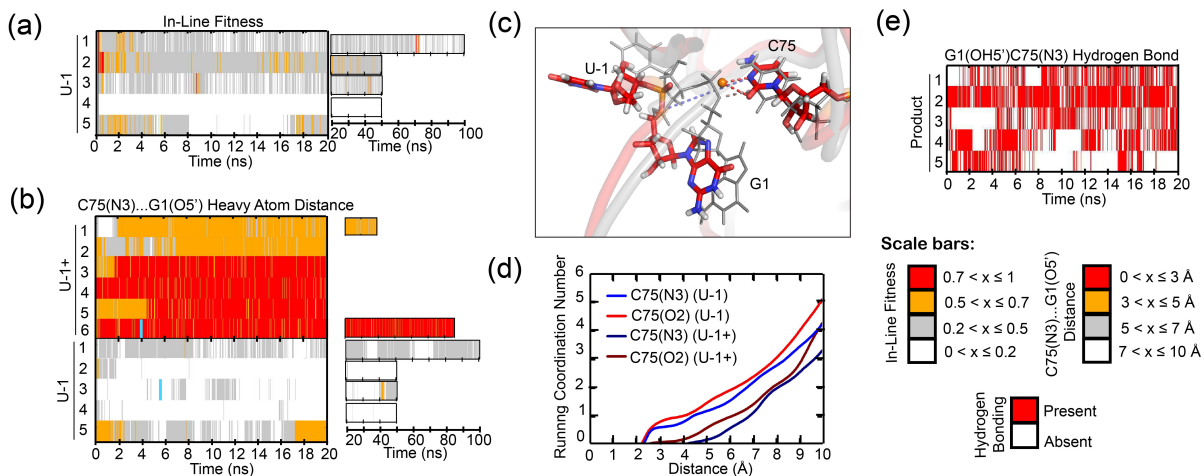 (a)
In-Line Fitness
U-1
1
2
3
4
5
0 2 4 6 8 10 12 14 16 18 20
Time (ns)
20 40 60 80 100
Time (ns)
(b)
C75(N3)...G1(O5') Heavy Atom Distance
U-1+
1
2
3
4
5
6
U-1
1
2
3
4
5
0 2 4 6 8 10 12 14 16 18 20
Time (ns)
20 40 60 80 100
Time (ns)
(c)
U-1
C75
G1
(d)
Runnng Coordination Number
6
5
4
3
2
1
0
C75(N3) (U-1)
C75(O2) (U-1)
C75(N3) (U-1+)
C75(O2) (U-1+)
0 1 2 3 4 5 6 7 8 9 10
Distance (Å)
(e)
G1(OH5')C75(N3) Hydrogen Bond
Product
1
2
3
4
5
0 2 4 6 8 10 12 14 16 18 20
Time (ns)
Scale bars:
In-Line Fitness
0.7 < x ≤ 1
0.5 < x ≤ 0.7
0.2 < x ≤ 0.5
0 < x ≤ 0.2
C75(N3)...G1(O5')
Distance
0 < x ≤ 3 Å
3 < x ≤ 5 Å
5 < x ≤ 7 Å
7 < x ≤ 10 Å
Hydrogen
Bonding
Present
Absent